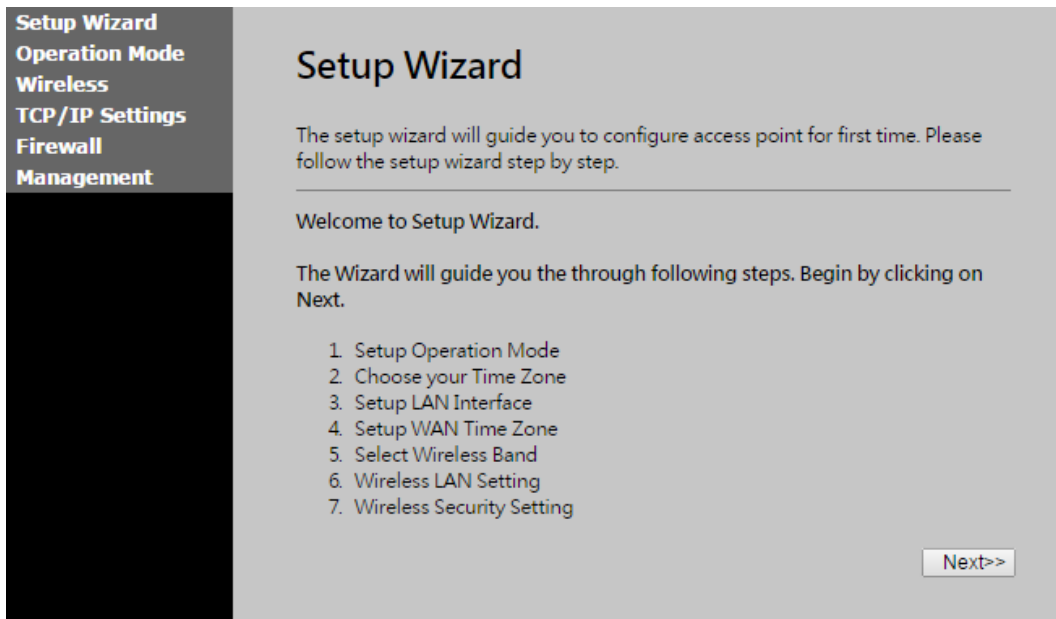 Setup Wizard
Operation Mode
Wireless
TCP/IP Settings
Firewall
Management
Setup Wizard
The setup wizard will guide you to configure access point for first time. Please
follow the setup wizard step by step.
Welcome to Setup Wizard.
The Wizard will guide you the through following steps. Begin by clicking on
Next.
1. Setup Operation Mode
2. Choose your Time Zone
3. Setup LAN Interface
4. Setup WAN Time Zone
5. Select Wireless Band
6. Wireless LAN Setting
7. Wireless Security Setting
Next>>